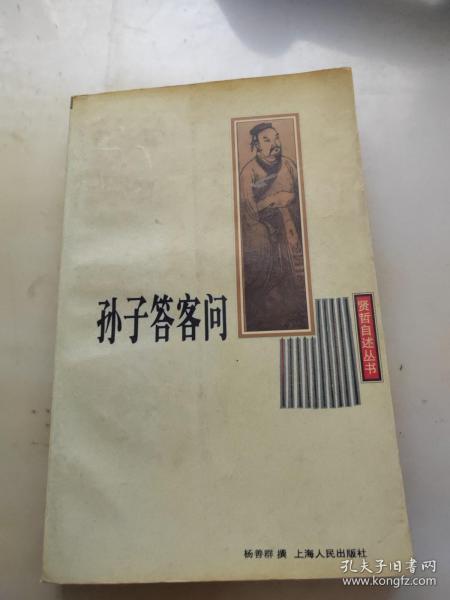 孙子答客问
贤哲自述丛书
杨善群 撰 上海人民出版社
孔夫子旧书网
www.kongfz.com